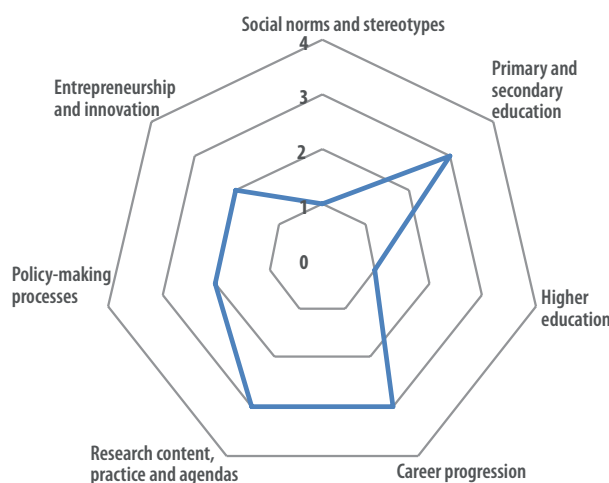 Social norms and stereotypes
4
Entrepreneurship
and innovation
Primary and
secondary
education
3
2
1
0
Policy-making
processes
Higher
education
Research content,
practice and agendas
Career progression